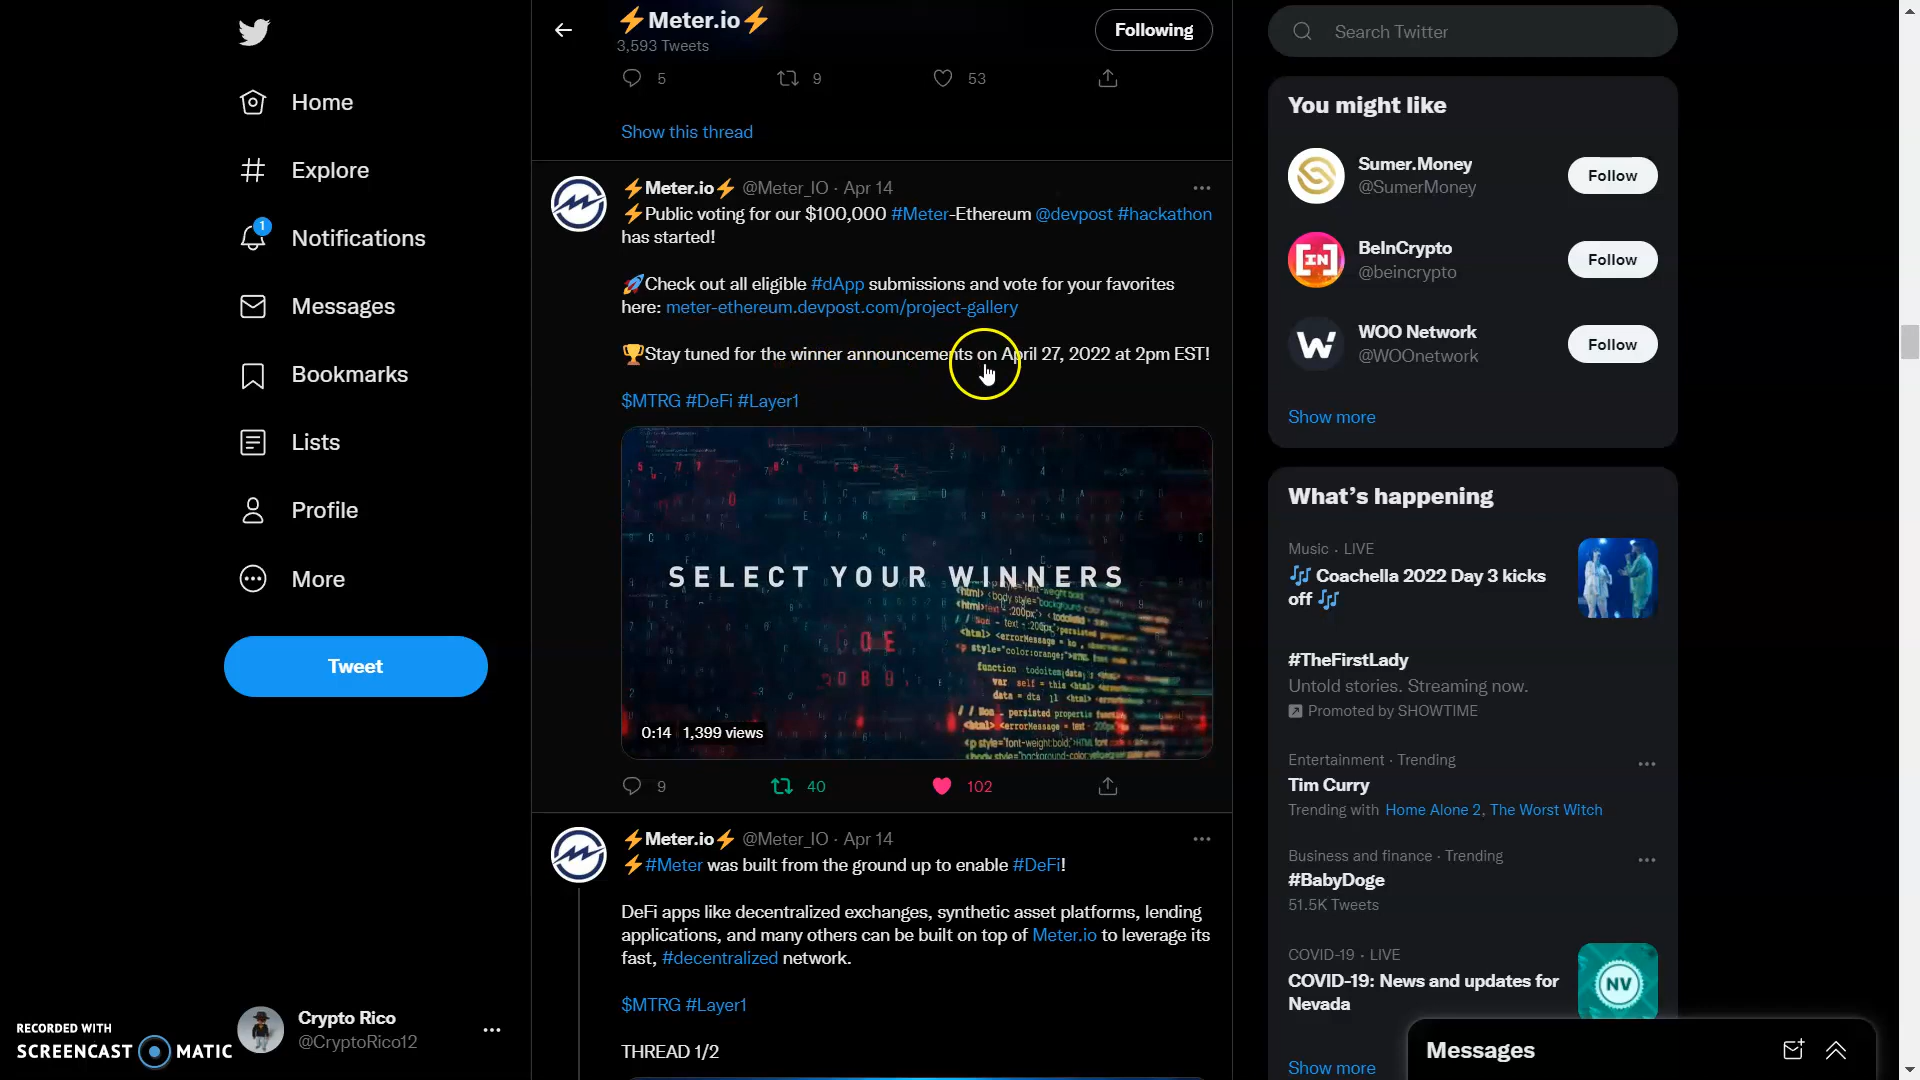 ⚡Meter.io⚡
3,593 Tweets
Following
5 9 53
Show this thread
Home
Explore
1
Notifications
Messages
Bookmarks
Lists
Profile
More
Tweet
Crypto Rico
@CryptoRico12
RECORDED WITH
SCREENCAST MATIC
⚡Meter.io⚡ @Meter_IO · Apr 14
⚡Public voting for our $100,000 #Meter-Ethereum @devpost #hackathon
has started!
🚀Check out all eligible #dApp submissions and vote for your favorites
here: meter-ethereum.devpost.com/project-gallery
🏆Stay tuned for the winner announcements on April 27, 2022 at 2pm EST!
$MTRG #DeFi #Layer1
SELECT YOUR WINNERS
0:14 1,399 views
9 40 102
⚡Meter.io⚡ @Meter_IO · Apr 14
⚡#Meter was built from the ground up to enable #DeFi!
DeFi apps like decentralized exchanges, synthetic asset platforms, lending
applications, and many others can be built on top of Meter.io to leverage its
fast, #decentralized network.
$MTRG #Layer1
THREAD 1/2
Search Twitter
You might like
Sumer.Money
@SumerMoney
Follow
BeInCrypto
@beincrypto
Follow
WOO Network
@WOOnetwork
Follow
Show more
What's happening
Music · LIVE
🎶 Coachella 2022 Day 3 kicks
off 🎶
#TheFirstLady
Untold stories. Streaming now.
Promoted by SHOWTIME
Entertainment · Trending
Tim Curry
Trending with Home Alone 2, The Worst Witch
Business and finance · Trending
#BabyDoge
51.5K Tweets
COVID-19 · LIVE
COVID-19: News and updates for
Nevada
NV
Show more
Messages